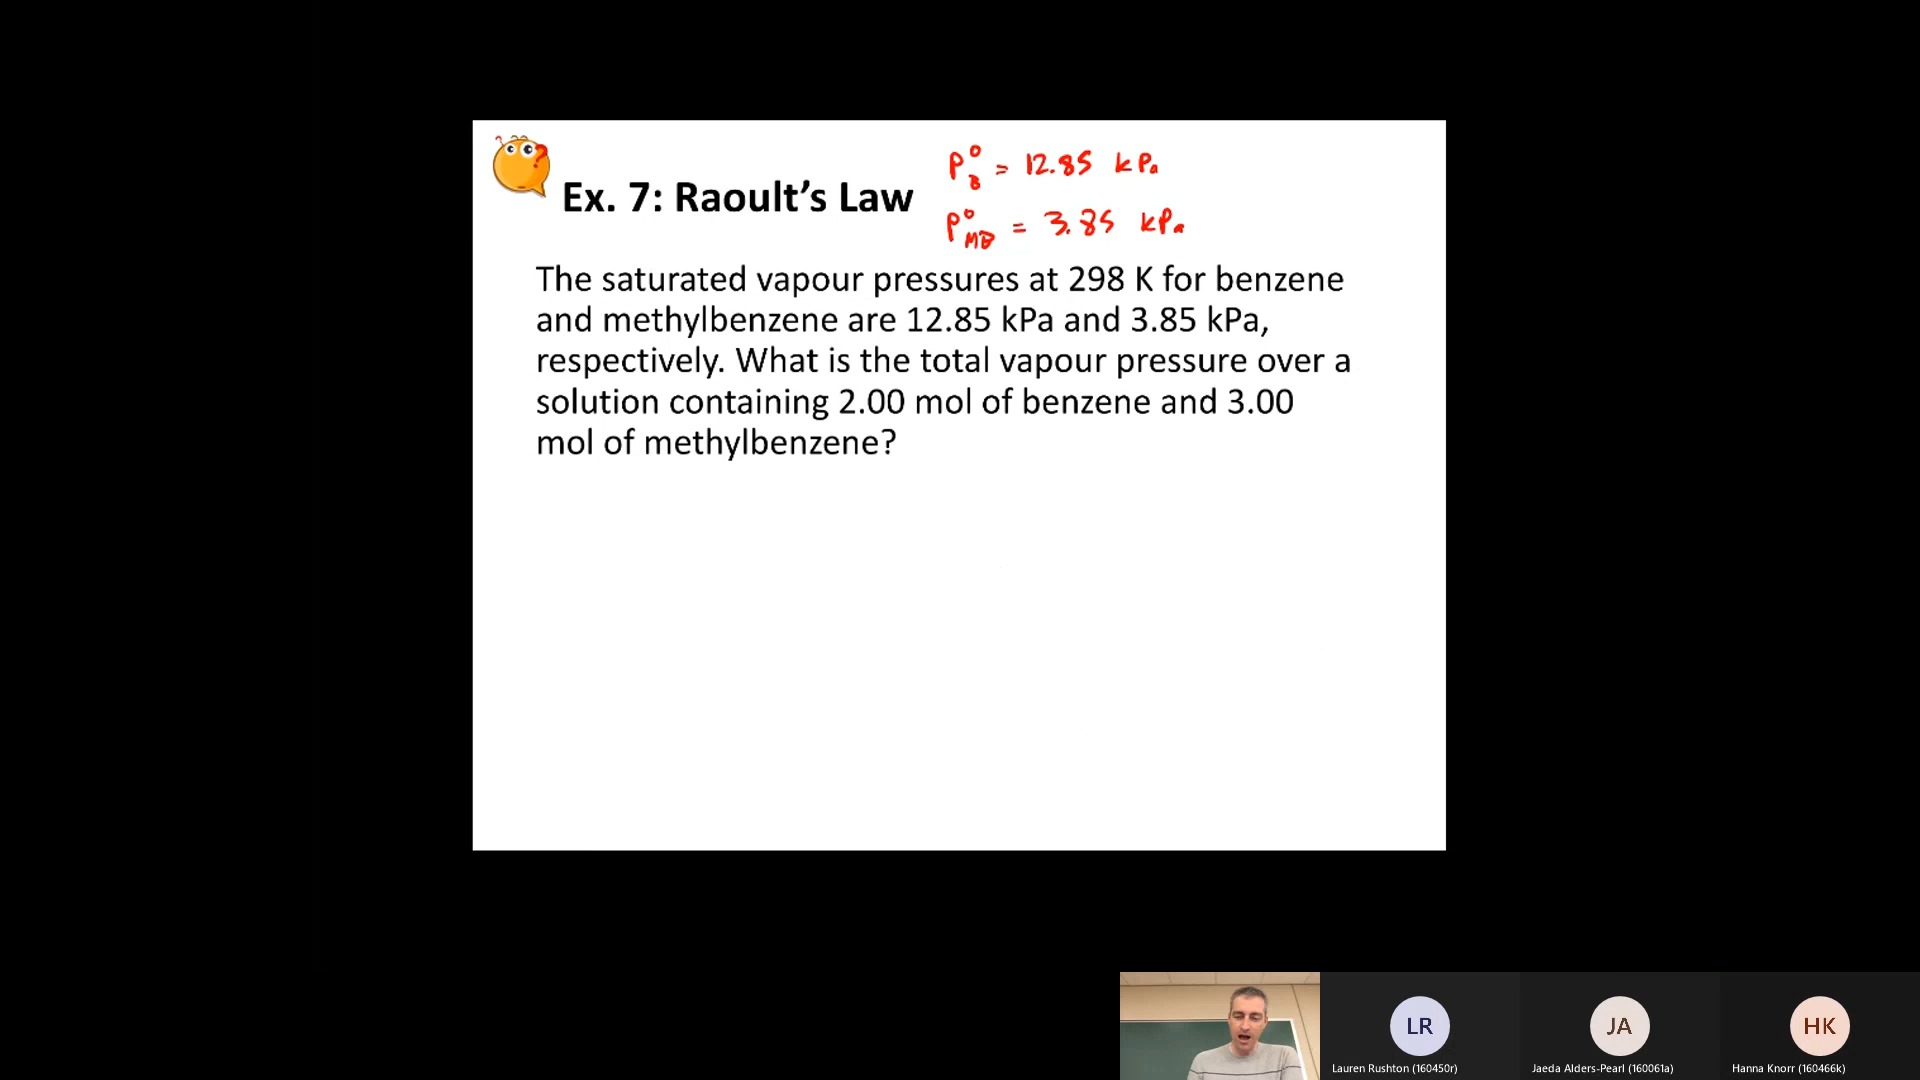 P°B = 12.85 kPa
Ex. 7: Raoult's Law
P°MB = 3.85 kPa
The saturated vapour pressures at 298 K for benzene
and methylbenzene are 12.85 kPa and 3.85 kPa,
respectively. What is the total vapour pressure over a
solution containing 2.00 mol of benzene and 3.00
mol of methylbenzene?
LR
JA
HK
Lauren Rushton (160450r)
Jaeda Alders-Pearl (160061a)
Hanna Knorr (160466k)